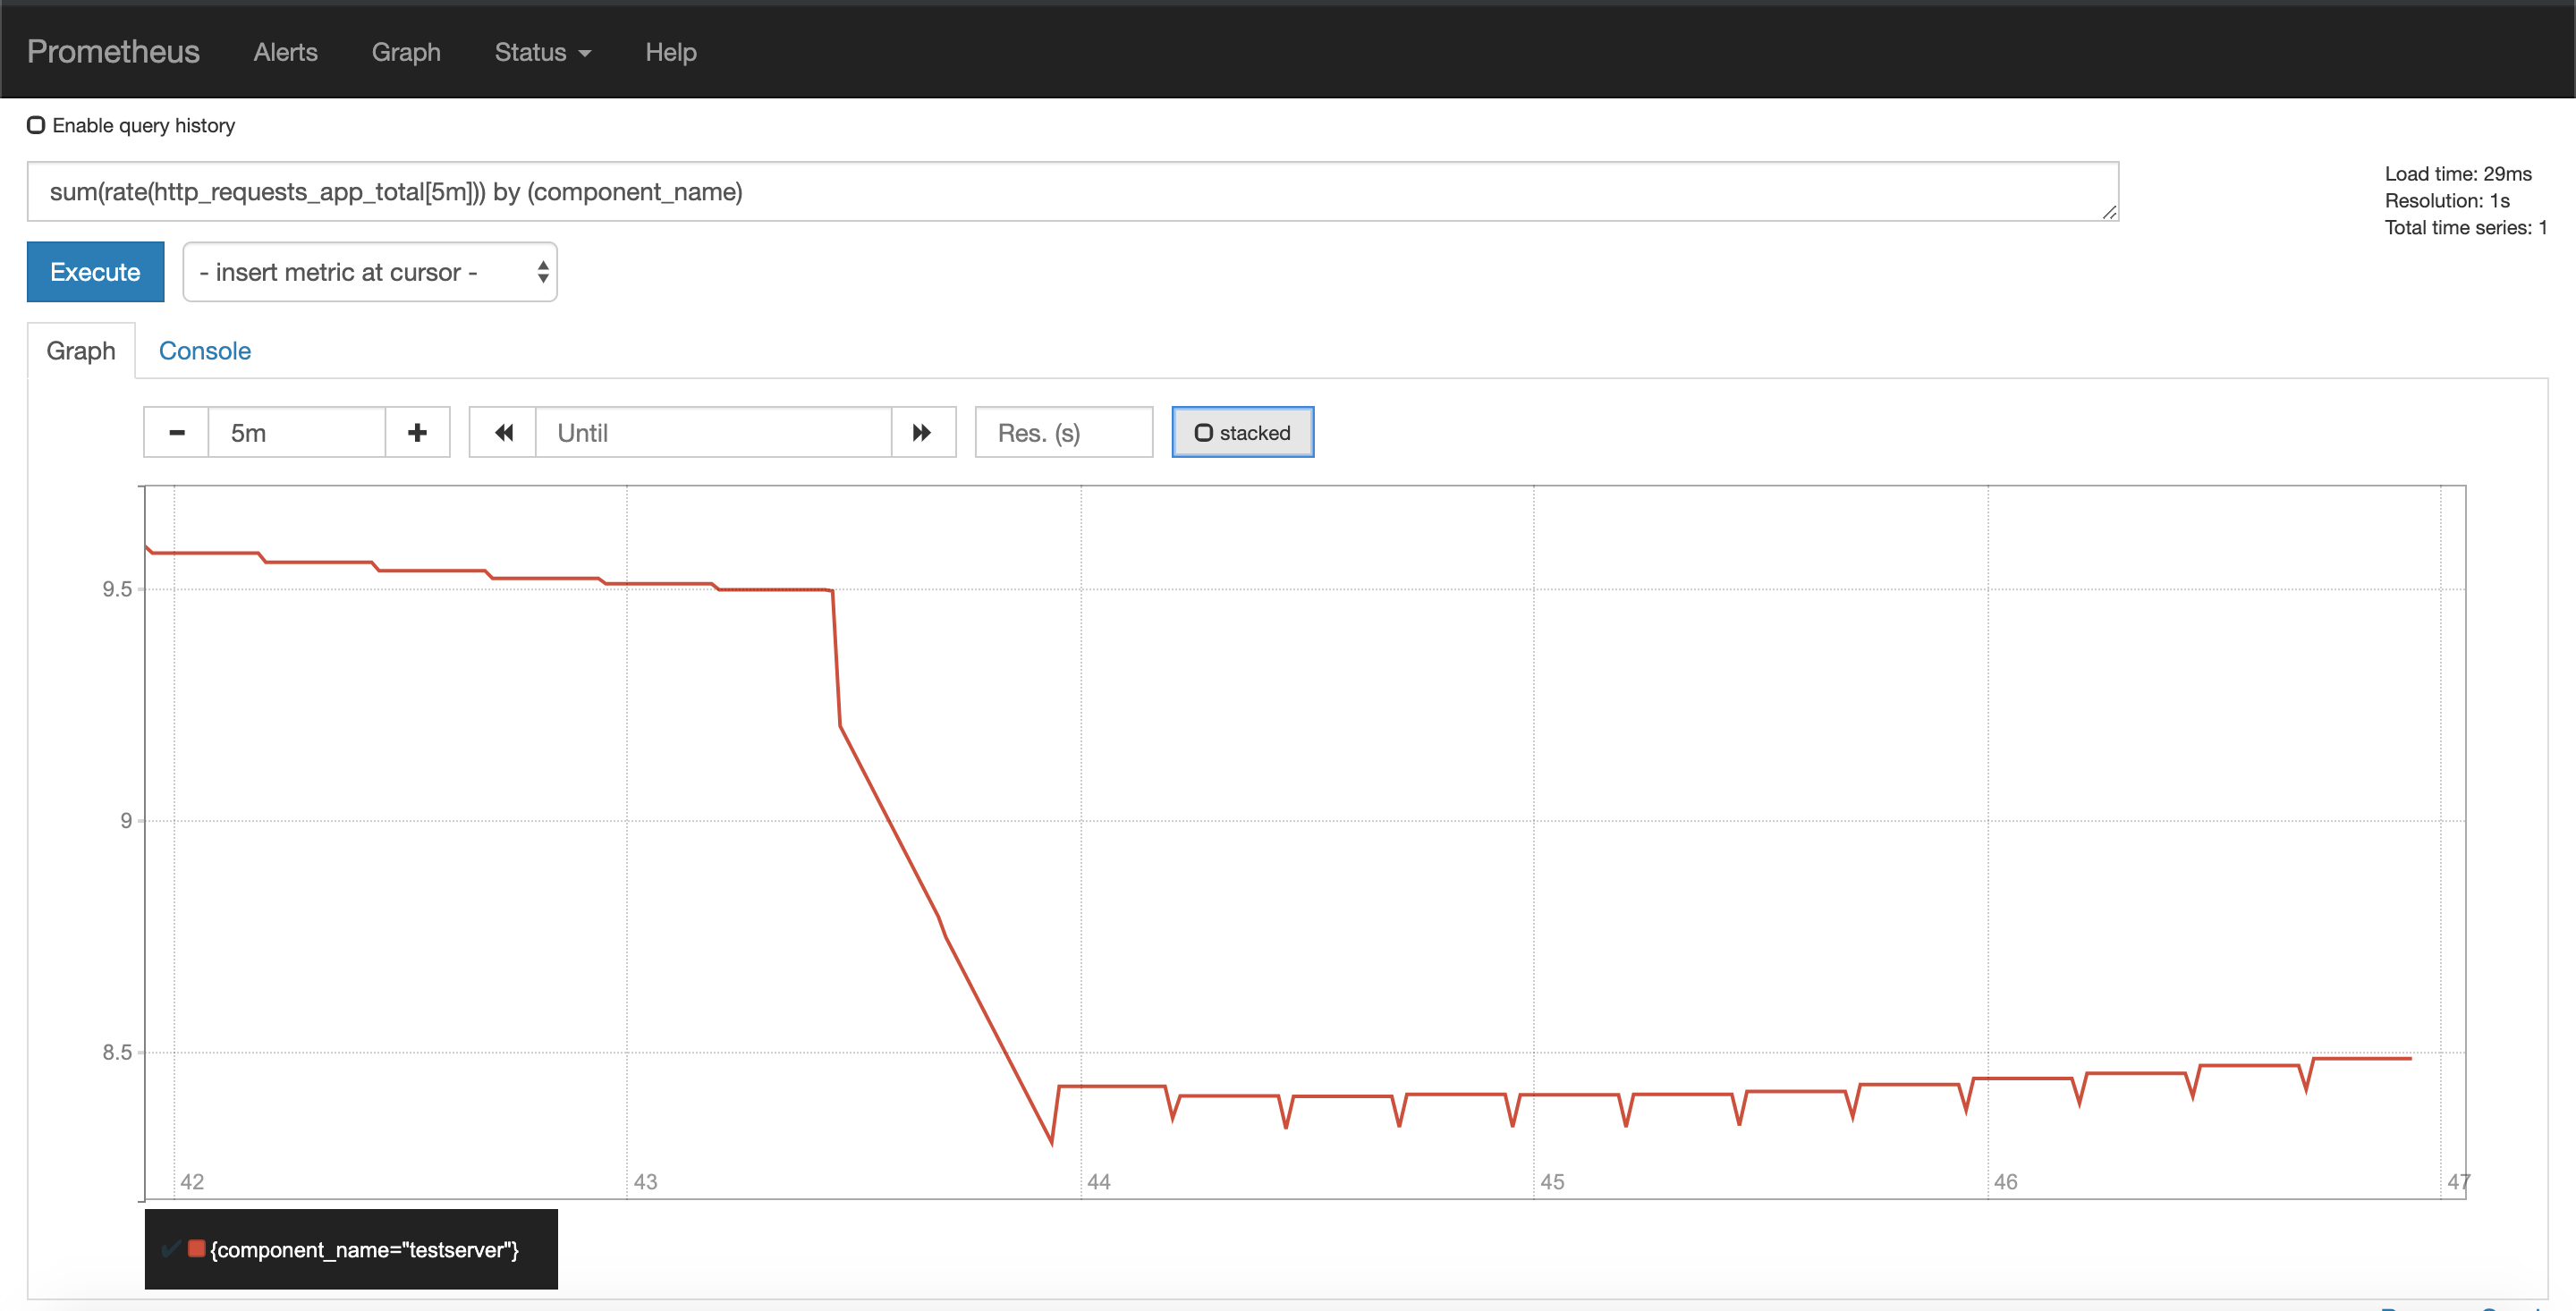 Prometheus Alerts Graph Status Help
Enable query history
sum(rate(http_requests_app_total[5m])) by (component_name)
Load time: 29ms
Resolution: 1s
Total time series: 1
Execute - insert metric at cursor -
Graph Console
5m Until Res. (s) stacked
9.5
9
8.5
42 43 44 45 46 47
{component_name="testserver"}